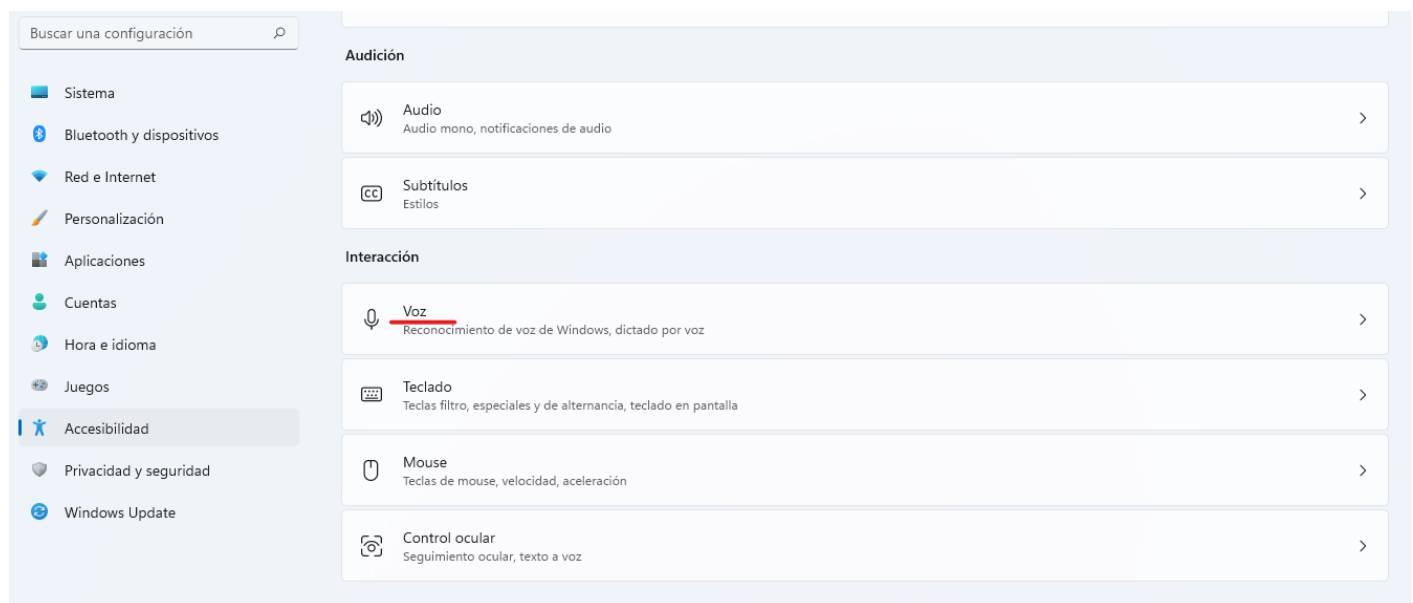 Buscar una configuración
Sistema
Bluetooth y dispositivos
Red e Internet
Personalización
Aplicaciones
Cuentas
Hora e idioma
Juegos
Accesibilidad
Privacidad y seguridad
Windows Update
Audición
Audio
Audio mono, notificaciones de audio
CC
Subtítulos
Estilos
Interacción
Voz
Reconocimiento de voz de Windows, dictado por voz
Teclado
Teclas filtro, especiales y de alternancia, teclado en pantalla
Mouse
Teclas de mouse, velocidad, aceleración
Control ocular
Seguimiento ocular, texto a voz